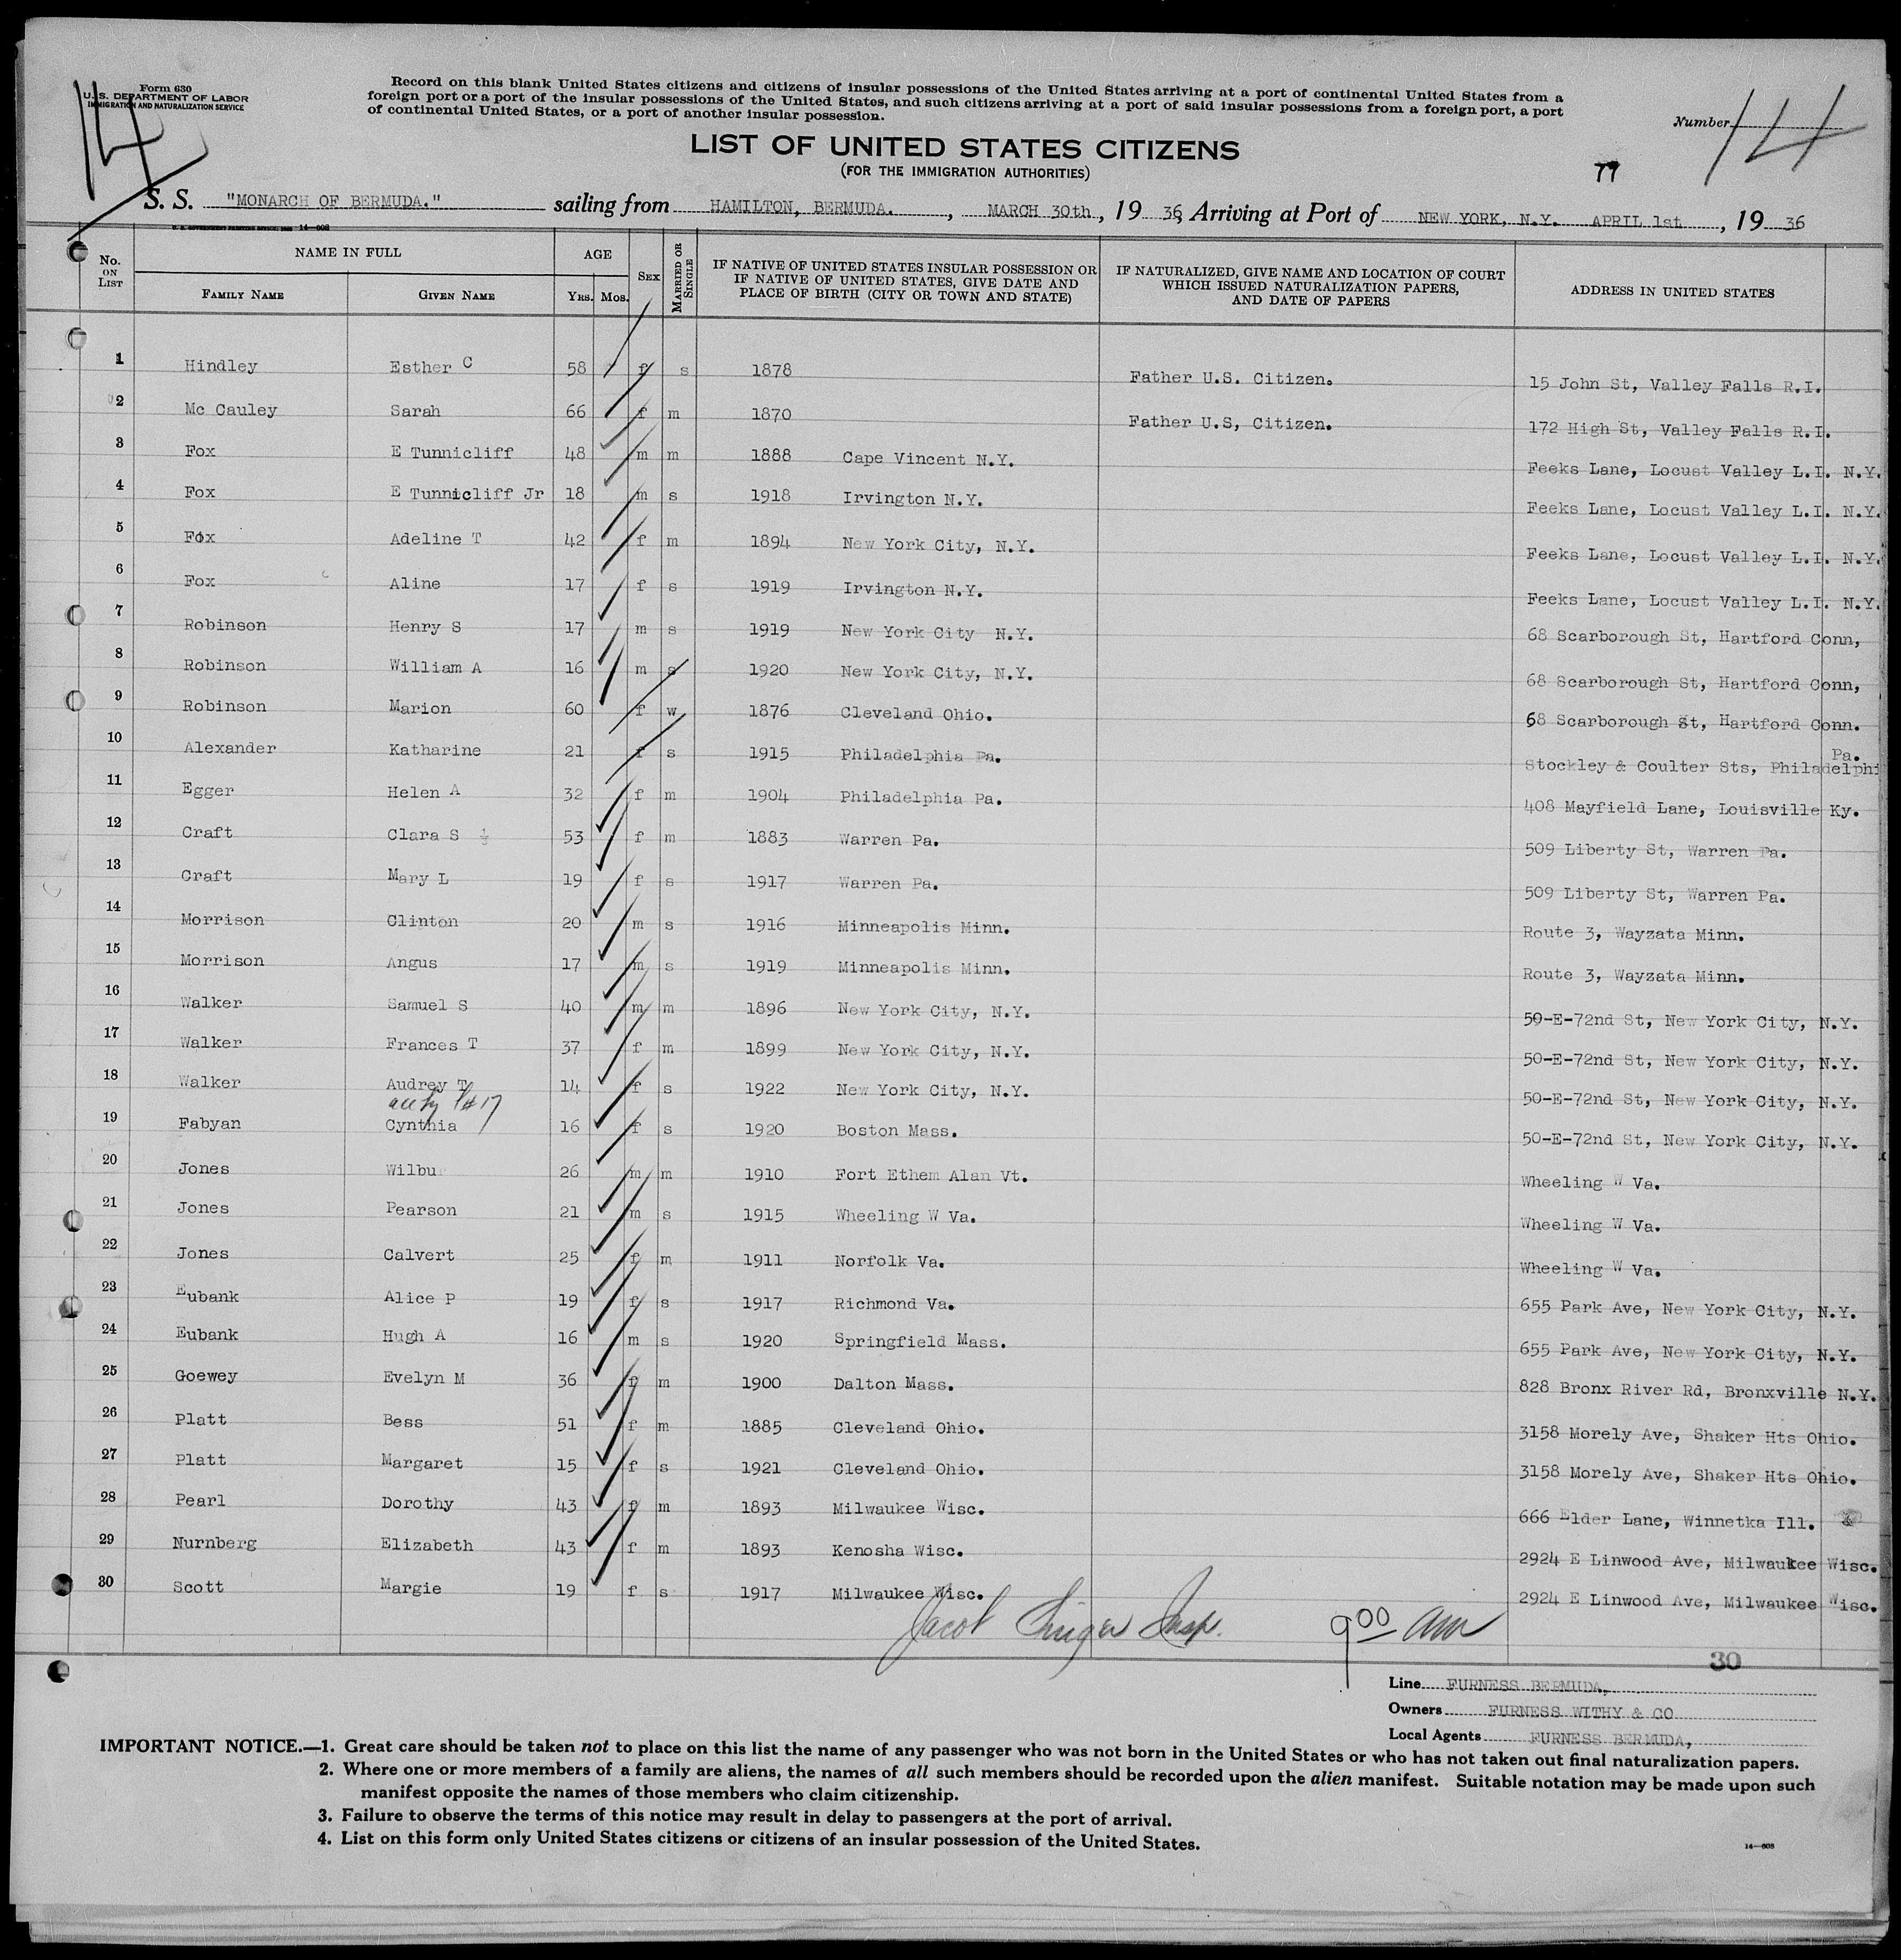 Form 630
U. S. DEPARTMENT OF LABOR
IMMIGRATION AND NATURALIZATION SERVICE
14
Record on this blank United States citizens and citizens of insular possessions of the United States arriving at a port of continental United States from a
foreign port or a port of the insular possessions of the United States, and such citizens arriving at a port of said insular possessions from a foreign port, a port
of continental United States, or a port of another insular possession.
Number 14
LIST OF UNITED STATES CITIZENS
(FOR THE IMMIGRATION AUTHORITIES)
77
S. S. "MONARCH OF BERMUDA." sailing from HAMILTON, BERMUDA. , MARCH 30th, 19 36, Arriving at Port of NEW YORK, N.Y. APRIL 1st , 19 36
14—608
No. ON LIST NAME IN FULL FAMILY NAME GIVEN NAME AGE YRS. MOS. SEX MARRIED OR SINGLE IF NATIVE OF UNITED STATES INSULAR POSSESSION OR IF NATIVE OF UNITED STATES, GIVE DATE AND PLACE OF BIRTH (CITY OR TOWN AND STATE) IF NATURALIZED, GIVE NAME AND LOCATION OF COURT WHICH ISSUED NATURALIZATION PAPERS, AND DATE OF PAPERS ADDRESS IN UNITED STATES
1 Hindley Esther C 58 f s 1878 Father U.S. Citizen. 15 John St, Valley Falls R.I.
2 Mc Cauley Sarah 66 f m 1870 Father U.S, Citizen. 172 High St, Valley Falls R.I.
3 Fox E Tunnicliff 48 m m 1888 Cape Vincent N.Y. Feeks Lane, Locust Valley L.I. N.Y.
4 Fox E Tunnicliff Jr 18 m s 1918 Irvington N.Y. Feeks Lane, Locust Valley L.I. N.Y.
5 Fox Adeline T 42 f m 1894 New York City, N.Y. Feeks Lane, Locust Valley L.I. N.Y.
6 Fox Aline 17 f s 1919 Irvington N.Y. Feeks Lane, Locust Valley L.I. N.Y.
7 Robinson Henry S 17 m s 1919 New York City N.Y. 68 Scarborough St, Hartford Conn,
8 Robinson William A 16 m s 1920 New York City, N.Y. 68 Scarborough St, Hartford Conn,
9 Robinson Marion 60 f w 1876 Cleveland Ohio. 68 Scarborough St, Hartford Conn.
10 Alexander Katharine 21 f s 1915 Philadelphia Pa. Stockley & Coulter Sts, Philadelphi Pa.
11 Egger Helen A 32 f m 1904 Philadelphia Pa. 408 Mayfield Lane, Louisville Ky.
12 Craft Clara S 53 f m 1883 Warren Pa. 509 Liberty St, Warren Pa.
13 Craft Mary L 19 f s 1917 Warren Pa. 509 Liberty St, Warren Pa.
14 Morrison Clinton 20 m s 1916 Minneapolis Minn. Route 3, Wayzata Minn.
15 Morrison Angus 17 m s 1919 Minneapolis Minn. Route 3, Wayzata Minn.
16 Walker Samuel S 40 m m 1896 New York City, N.Y. 50-E-72nd St, New York City, N.Y.
17 Walker Frances T 37 f m 1899 New York City, N.Y. 50-E-72nd St, New York City, N.Y.
18 Walker Audrey T 14 f s 1922 New York City, N.Y. 50-E-72nd St, New York City, N.Y.
19 Fabyan Cynthia 16 f s 1920 Boston Mass. 50-E-72nd St, New York City, N.Y.
20 Jones Wilbu 26 m m 1910 Fort Ethem Alan Vt. Wheeling W Va.
21 Jones Pearson 21 m s 1915 Wheeling W Va. Wheeling W Va.
22 Jones Calvert 25 f m 1911 Norfolk Va. Wheeling W Va.
23 Eubank Alice P 19 f s 1917 Richmond Va. 655 Park Ave, New York City, N.Y.
24 Eubank Hugh A 16 m s 1920 Springfield Mass. 655 Park Ave, New York City, N.Y.
25 Goewey Evelyn M 36 f m 1900 Dalton Mass. 828 Bronx River Rd, Bronxville N.Y.
26 Platt Bess 51 f m 1885 Cleveland Ohio. 3158 Morely Ave, Shaker Hts Ohio.
27 Platt Margaret 15 f s 1921 Cleveland Ohio. 3158 Morely Ave, Shaker Hts Ohio.
28 Pearl Dorothy 43 f m 1893 Milwaukee Wisc. 666 Elder Lane, Winnetka Ill.
29 Nurnberg Elizabeth 43 f m 1893 Kenosha Wisc. 2924 E Linwood Ave, Milwaukee Wisc.
30 Scott Margie 19 f s 1917 Milwaukee Wisc. 2924 E Linwood Ave, Milwaukee Wisc.
Jacob Singer Insp. 9 00 am
30
Line FURNESS BERMUDA,
Owners FURNESS WITHY & CO
Local Agents FURNESS BERMUDA,
IMPORTANT NOTICE.—1. Great care should be taken not to place on this list the name of any passenger who was not born in the United States or who has not taken out final naturalization papers.
2. Where one or more members of a family are aliens, the names of all such members should be recorded upon the alien manifest. Suitable notation may be made upon such
manifest opposite the names of those members who claim citizenship.
3. Failure to observe the terms of this notice may result in delay to passengers at the port of arrival.
4. List on this form only United States citizens or citizens of an insular possession of the United States.
14—608